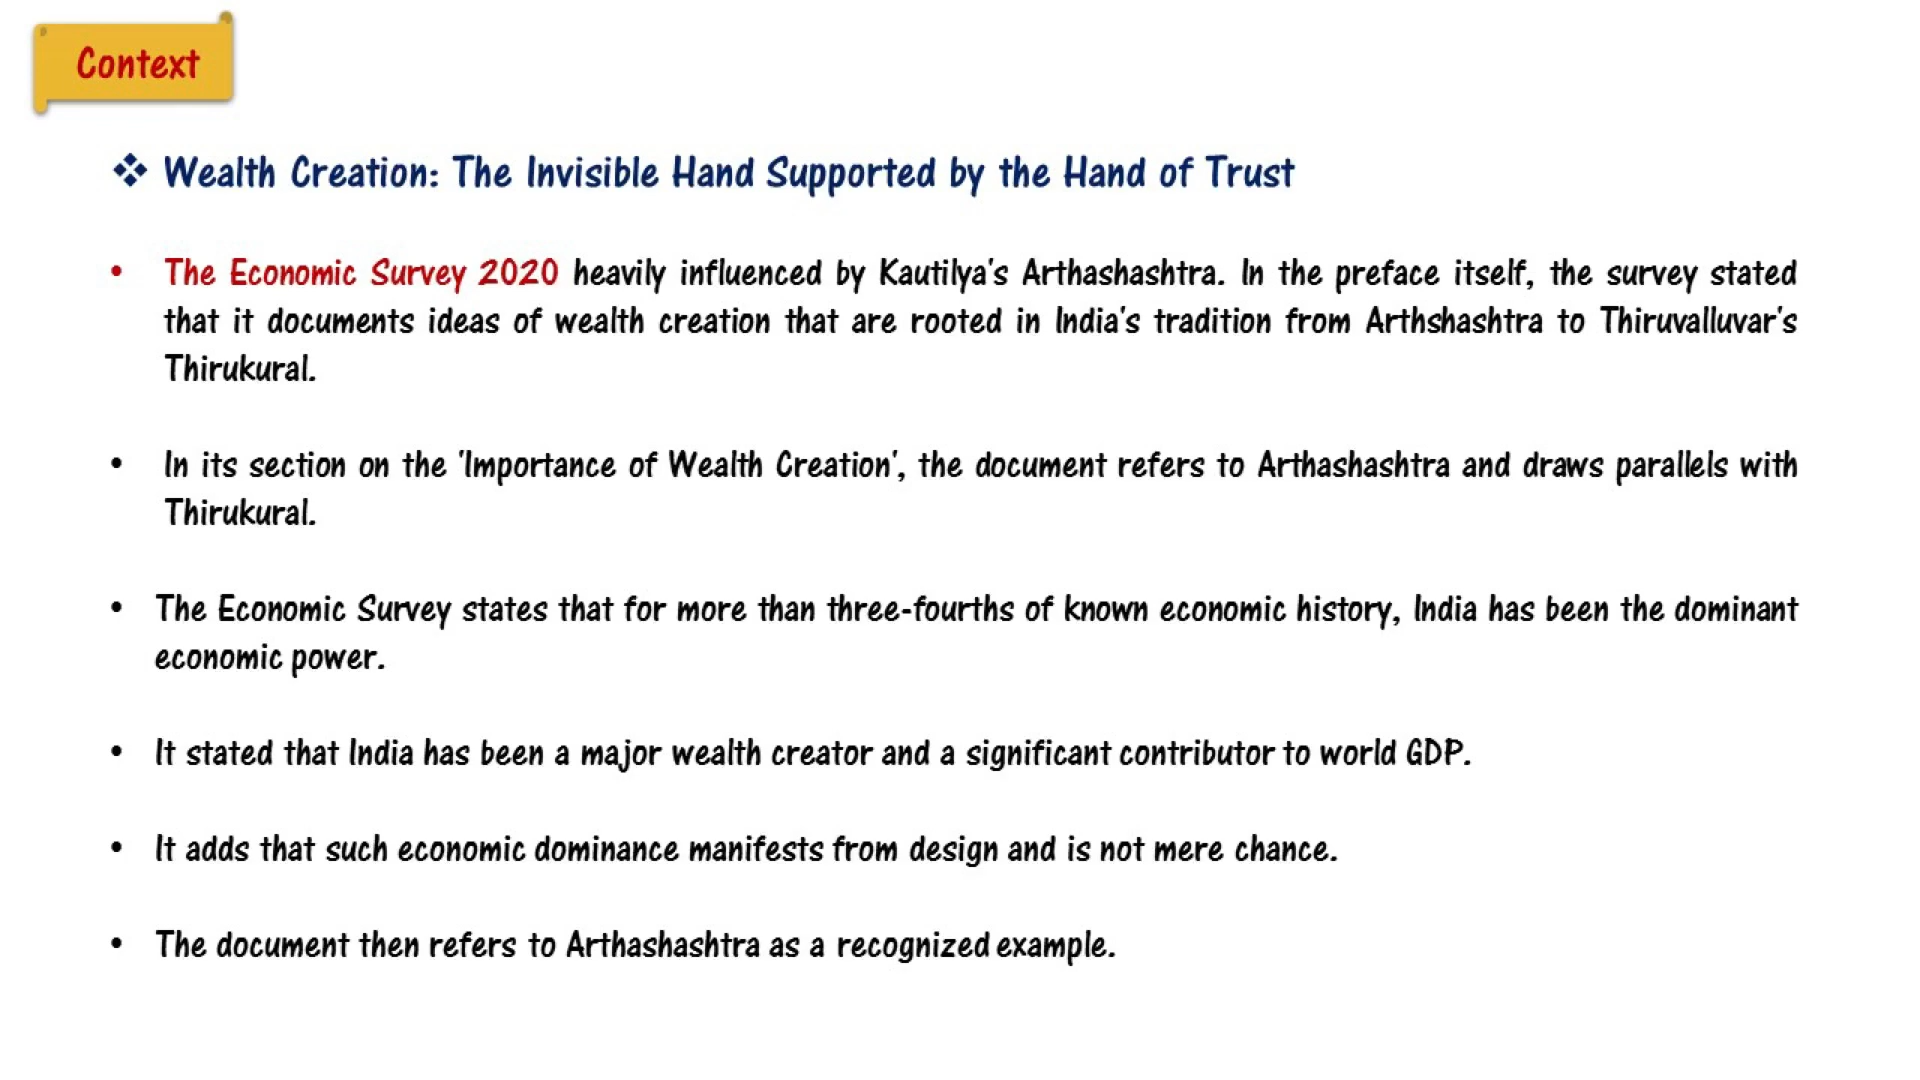 Context
❖ Wealth Creation: The Invisible Hand Supported by the Hand of Trust
• The Economic Survey 2020 heavily influenced by Kautilya's Arthashashtra. In the preface itself, the survey stated
that it documents ideas of wealth creation that are rooted in India's tradition from Arthshashtra to Thiruvalluvar's
Thirukural.
• In its section on the 'Importance of Wealth Creation', the document refers to Arthashashtra and draws parallels with
Thirukural.
• The Economic Survey states that for more than three-fourths of known economic history, India has been the dominant
economic power.
• It stated that India has been a major wealth creator and a significant contributor to world GDP.
• It adds that such economic dominance manifests from design and is not mere chance.
• The document then refers to Arthashashtra as a recognized example.